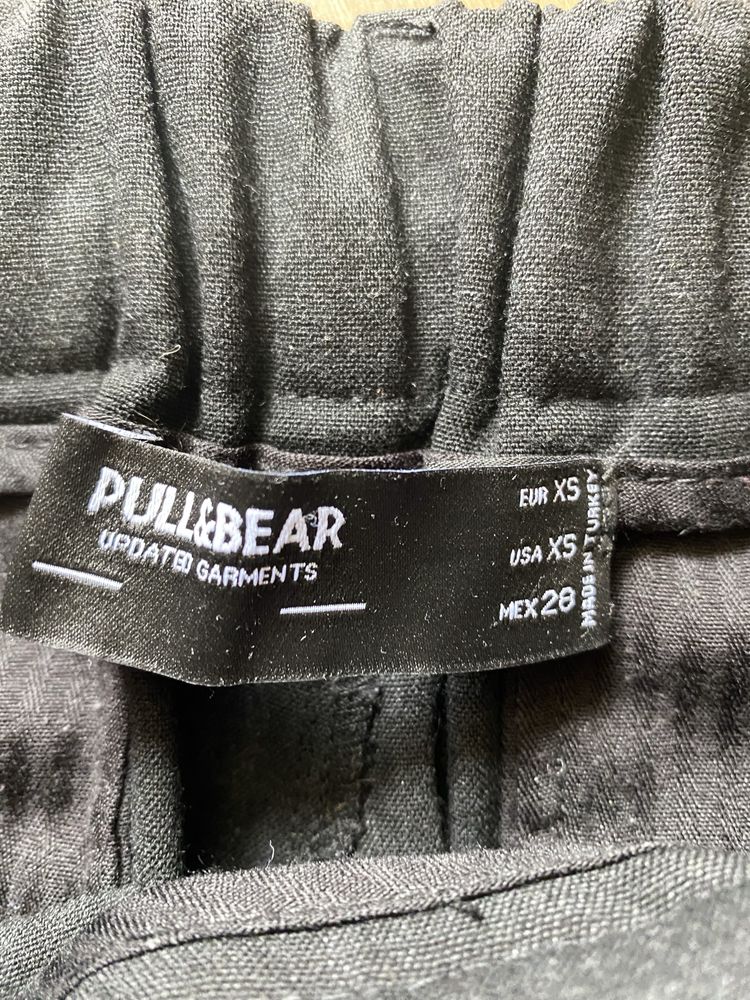 PULL&BEAR
UPDATED GARMENTS
EUR XS
USA XS
MEX 28
MADE IN TURKEY